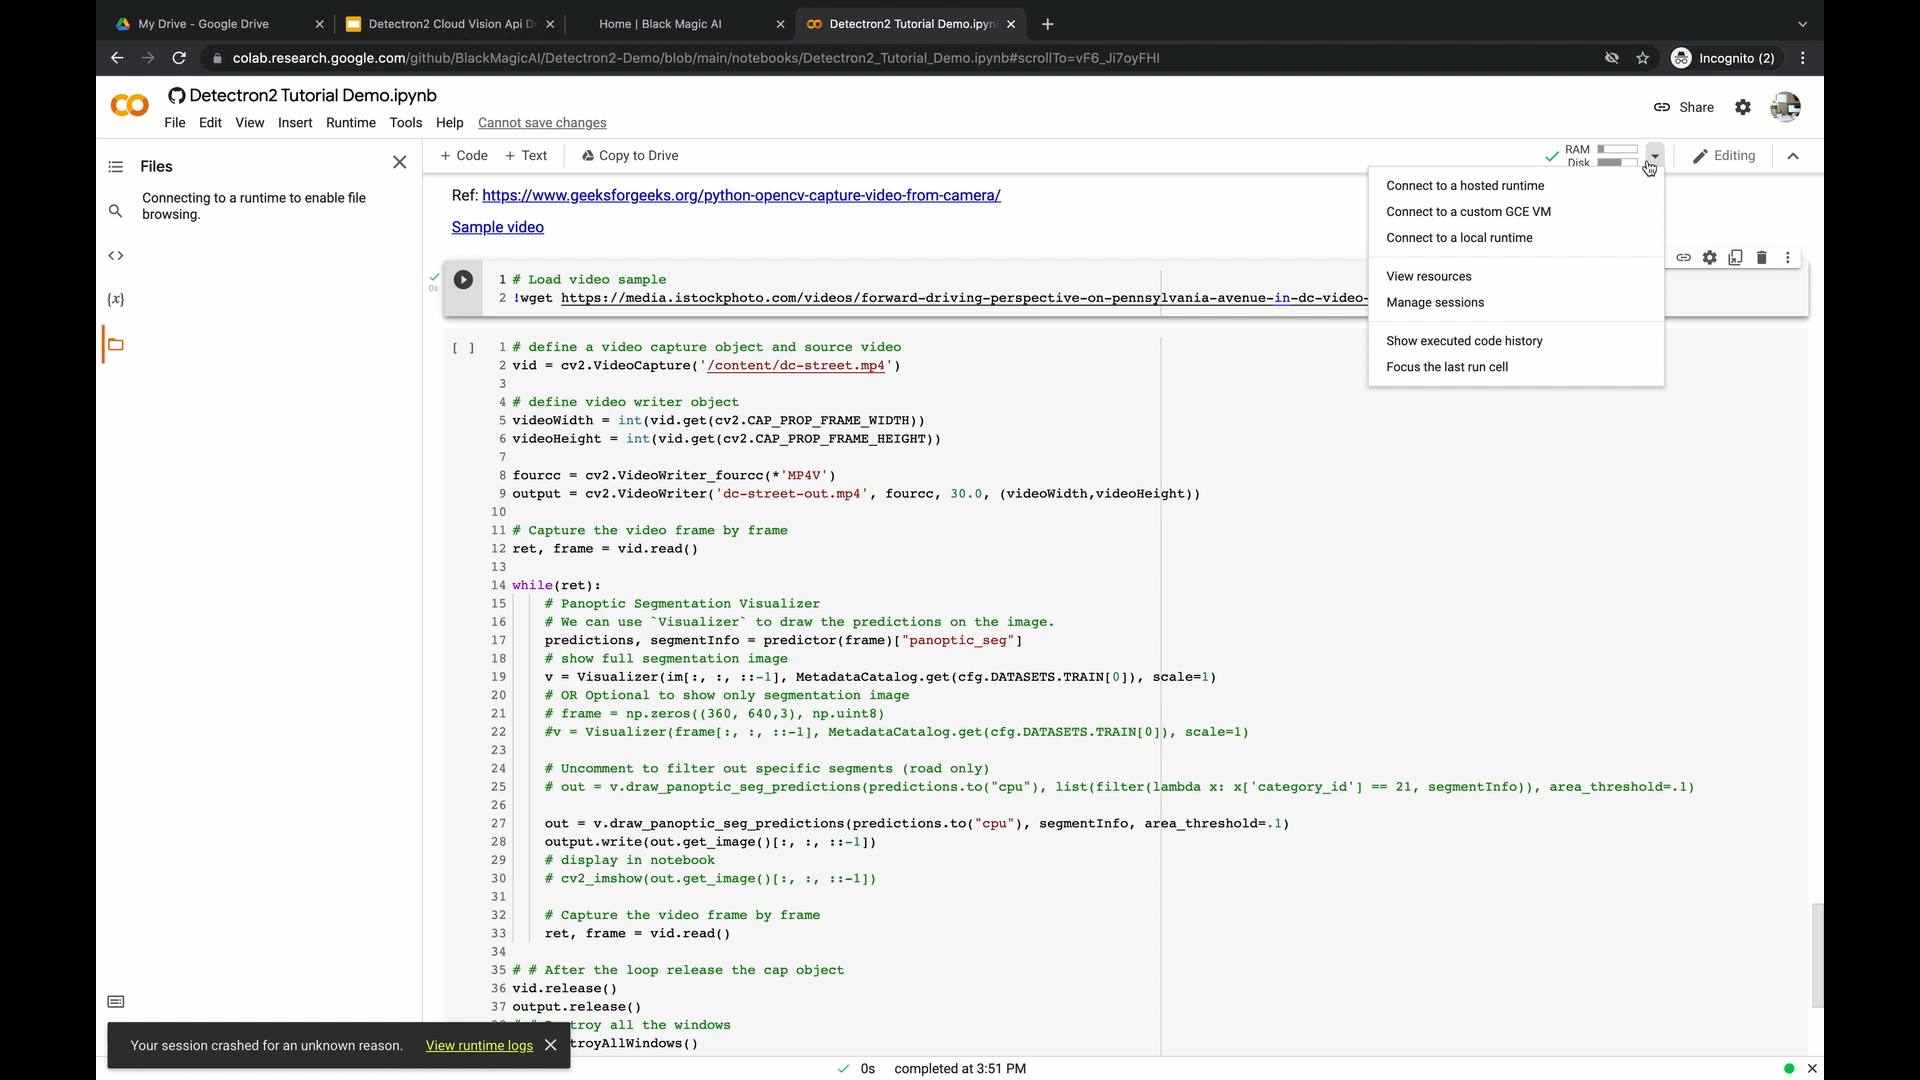 My Drive - Google Drive
Detectron2 Cloud Vision Api D
Home | Black Magic AI
Detectron2 Tutorial Demo.ipyn
colab.research.google.com/github/BlackMagicAI/Detectron2-Demo/blob/main/notebooks/Detectron2_Tutorial_Demo.ipynb#scrollTo=vF6_Ji7oyFHI
Incognito (2)
Detectron2 Tutorial Demo.ipynb
File Edit View Insert Runtime Tools Help Cannot save changes
Share
Files
+ Code + Text Copy to Drive
RAM
Disk
Editing
Connecting to a runtime to enable file
browsing.
Ref: https://www.geeksforgeeks.org/python-opencv-capture-video-from-camera/
Sample video
Connect to a hosted runtime
Connect to a custom GCE VM
Connect to a local runtime
View resources
Manage sessions
Show executed code history
Focus the last run cell
0s
1 # Load video sample
2 !wget https://media.istockphoto.com/videos/forward-driving-perspective-on-pennsylvania-avenue-in-dc-video-
[ ]
1 # define a video capture object and source video
2 vid = cv2.VideoCapture('/content/dc-street.mp4')
3
4 # define video writer object
5 videoWidth = int(vid.get(cv2.CAP_PROP_FRAME_WIDTH))
6 videoHeight = int(vid.get(cv2.CAP_PROP_FRAME_HEIGHT))
7
8 fourcc = cv2.VideoWriter_fourcc(*'MP4V')
9 output = cv2.VideoWriter('dc-street-out.mp4', fourcc, 30.0, (videoWidth,videoHeight))
10
11 # Capture the video frame by frame
12 ret, frame = vid.read()
13
14 while(ret):
15 # Panoptic Segmentation Visualizer
16 # We can use `Visualizer` to draw the predictions on the image.
17 predictions, segmentInfo = predictor(frame)["panoptic_seg"]
18 # show full segmentation image
19 v = Visualizer(im[:, :, ::-1], MetadataCatalog.get(cfg.DATASETS.TRAIN[0]), scale=1)
20 # OR Optional to show only segmentation image
21 # frame = np.zeros((360, 640,3), np.uint8)
22 #v = Visualizer(frame[:, :, ::-1], MetadataCatalog.get(cfg.DATASETS.TRAIN[0]), scale=1)
23
24 # Uncomment to filter out specific segments (road only)
25 # out = v.draw_panoptic_seg_predictions(predictions.to("cpu"), list(filter(lambda x: x['category_id'] == 21, segmentInfo)), area_threshold=.1)
26
27 out = v.draw_panoptic_seg_predictions(predictions.to("cpu"), segmentInfo, area_threshold=.1)
28 output.write(out.get_image()[:, :, ::-1])
29 # display in notebook
30 # cv2_imshow(out.get_image()[:, :, ::-1])
31
32 # Capture the video frame by frame
33 ret, frame = vid.read()
34
35 # # After the loop release the cap object
36 vid.release()
37 output.release()
troy all the windows
troyAllWindows()
Your session crashed for an unknown reason. View runtime logs
0s completed at 3:51 PM